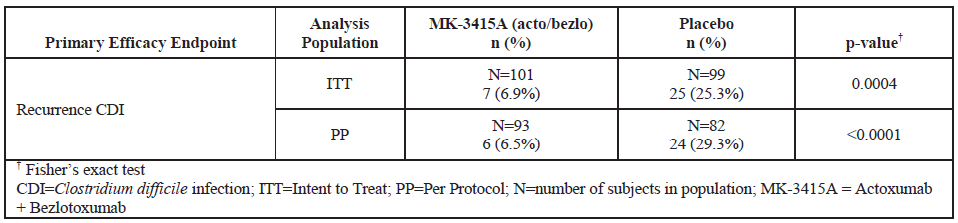 Primary Efficacy Endpoint
Analysis
Population
MK-3415A (acto/bezlo)
n (%)
Placebo
n (%)
p-value†
Recurrence CDI
ITT
N=101
7 (6.9%)
N=99
25 (25.3%)
0.0004
PP
N=93
6 (6.5%)
N=82
24 (29.3%)
<0.0001
† Fisher’s exact test
CDI=Clostridium difficile infection; ITT=Intent to Treat; PP=Per Protocol; N=number of subjects in population; MK-3415A = Actoxumab
+ Bezlotoxumab